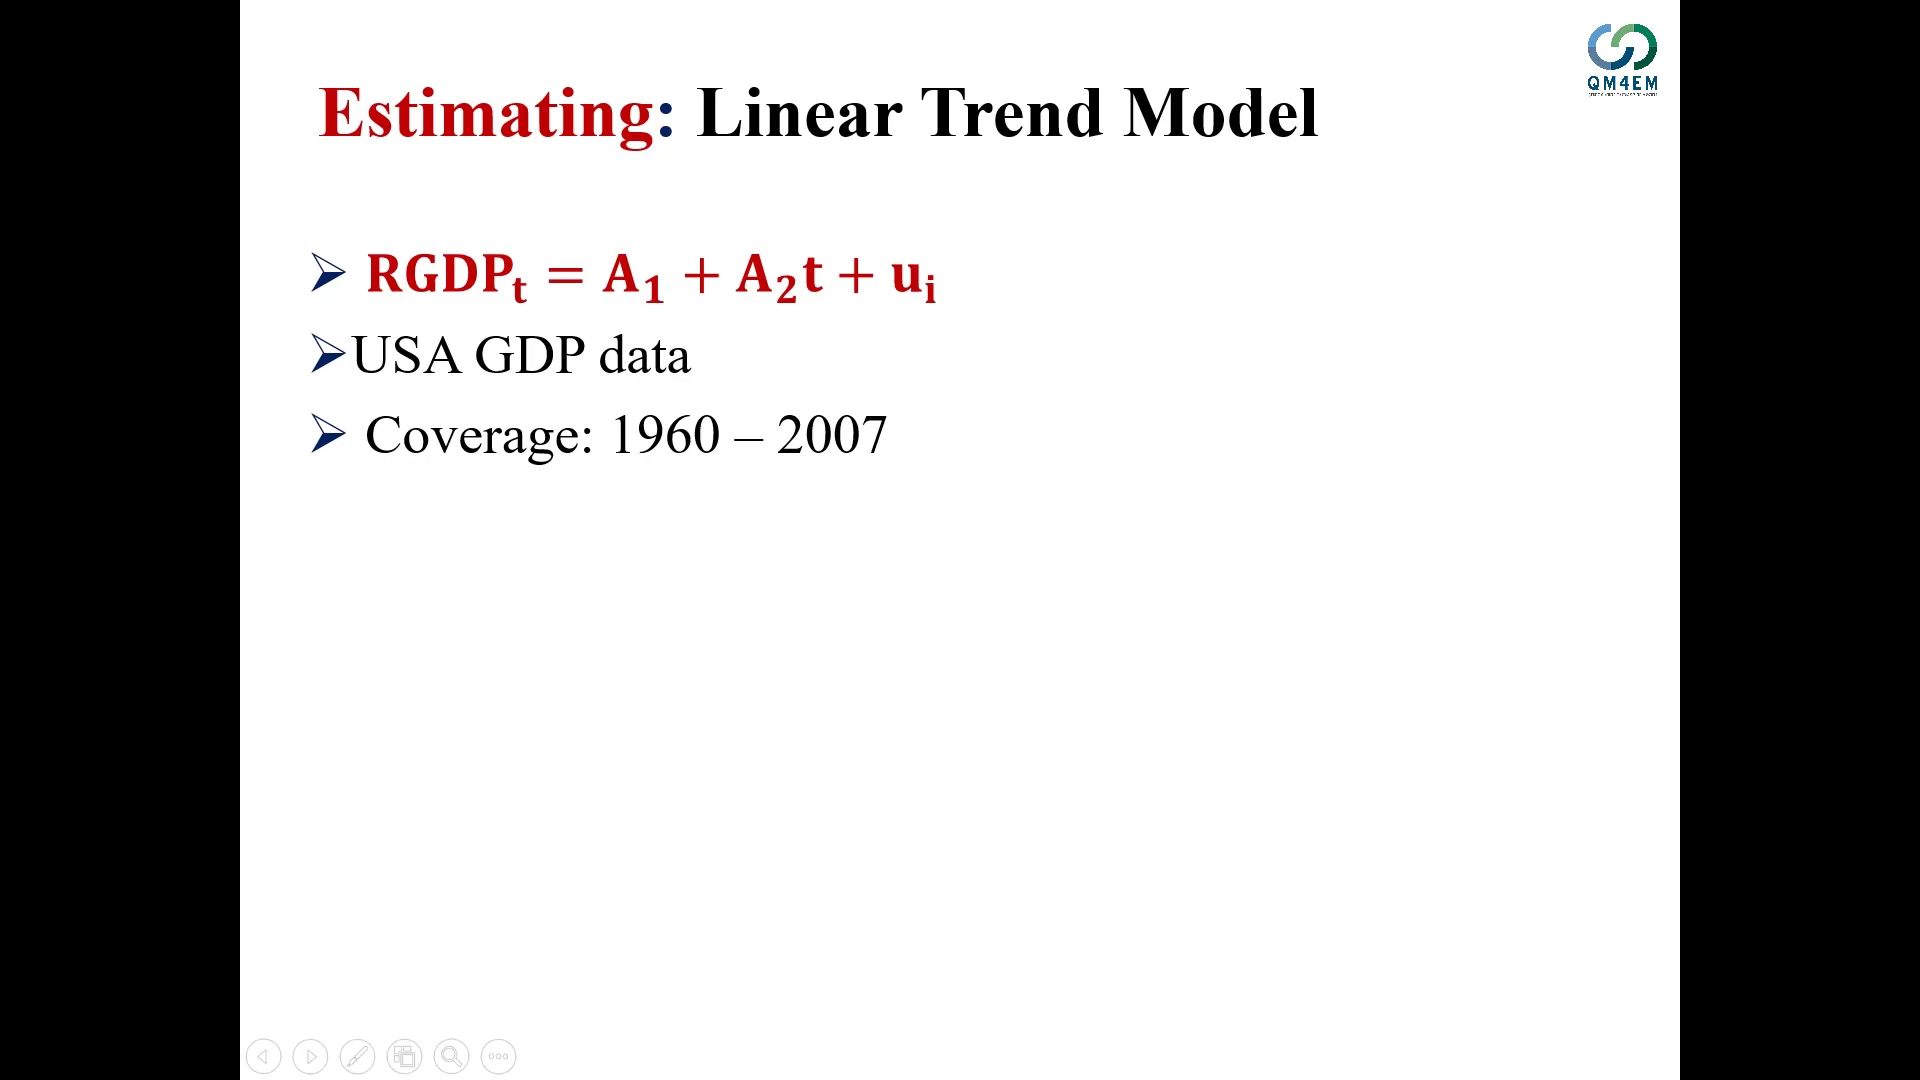 QM4EM
Estimating: Linear Trend Model
➢ RGDPₜ = A₁ + A₂t + uᵢ
➢USA GDP data
➢ Coverage: 1960 – 2007